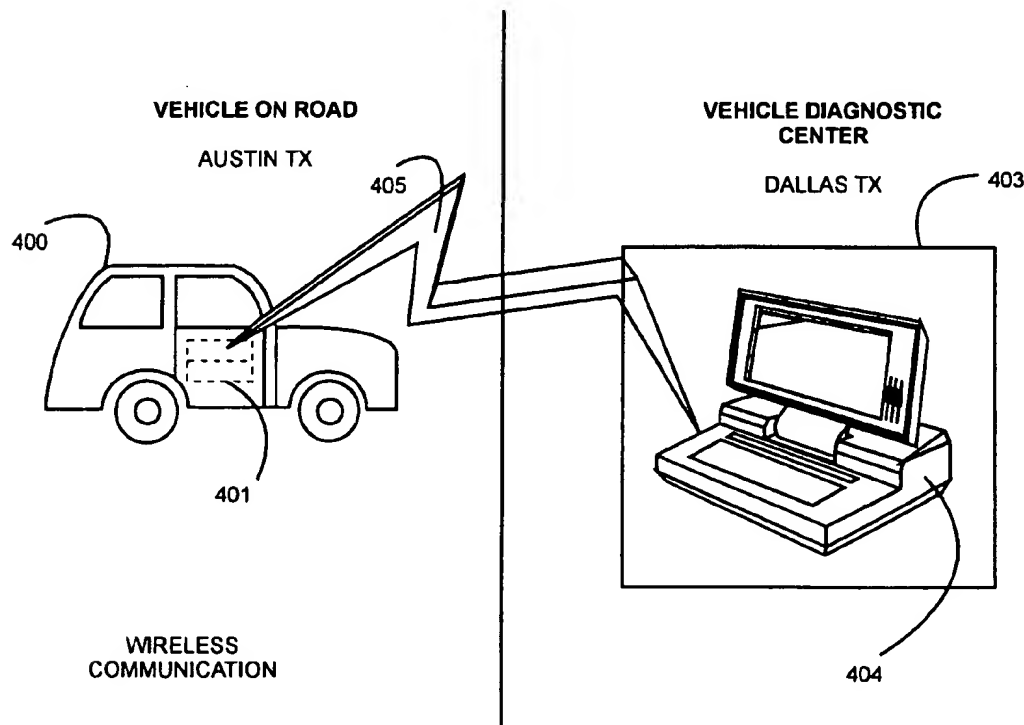 VEHICLE ON ROAD
AUSTIN TX
405
400
401
WIRELESS
COMMUNICATION
VEHICLE DIAGNOSTIC
CENTER
DALLAS TX
403
404